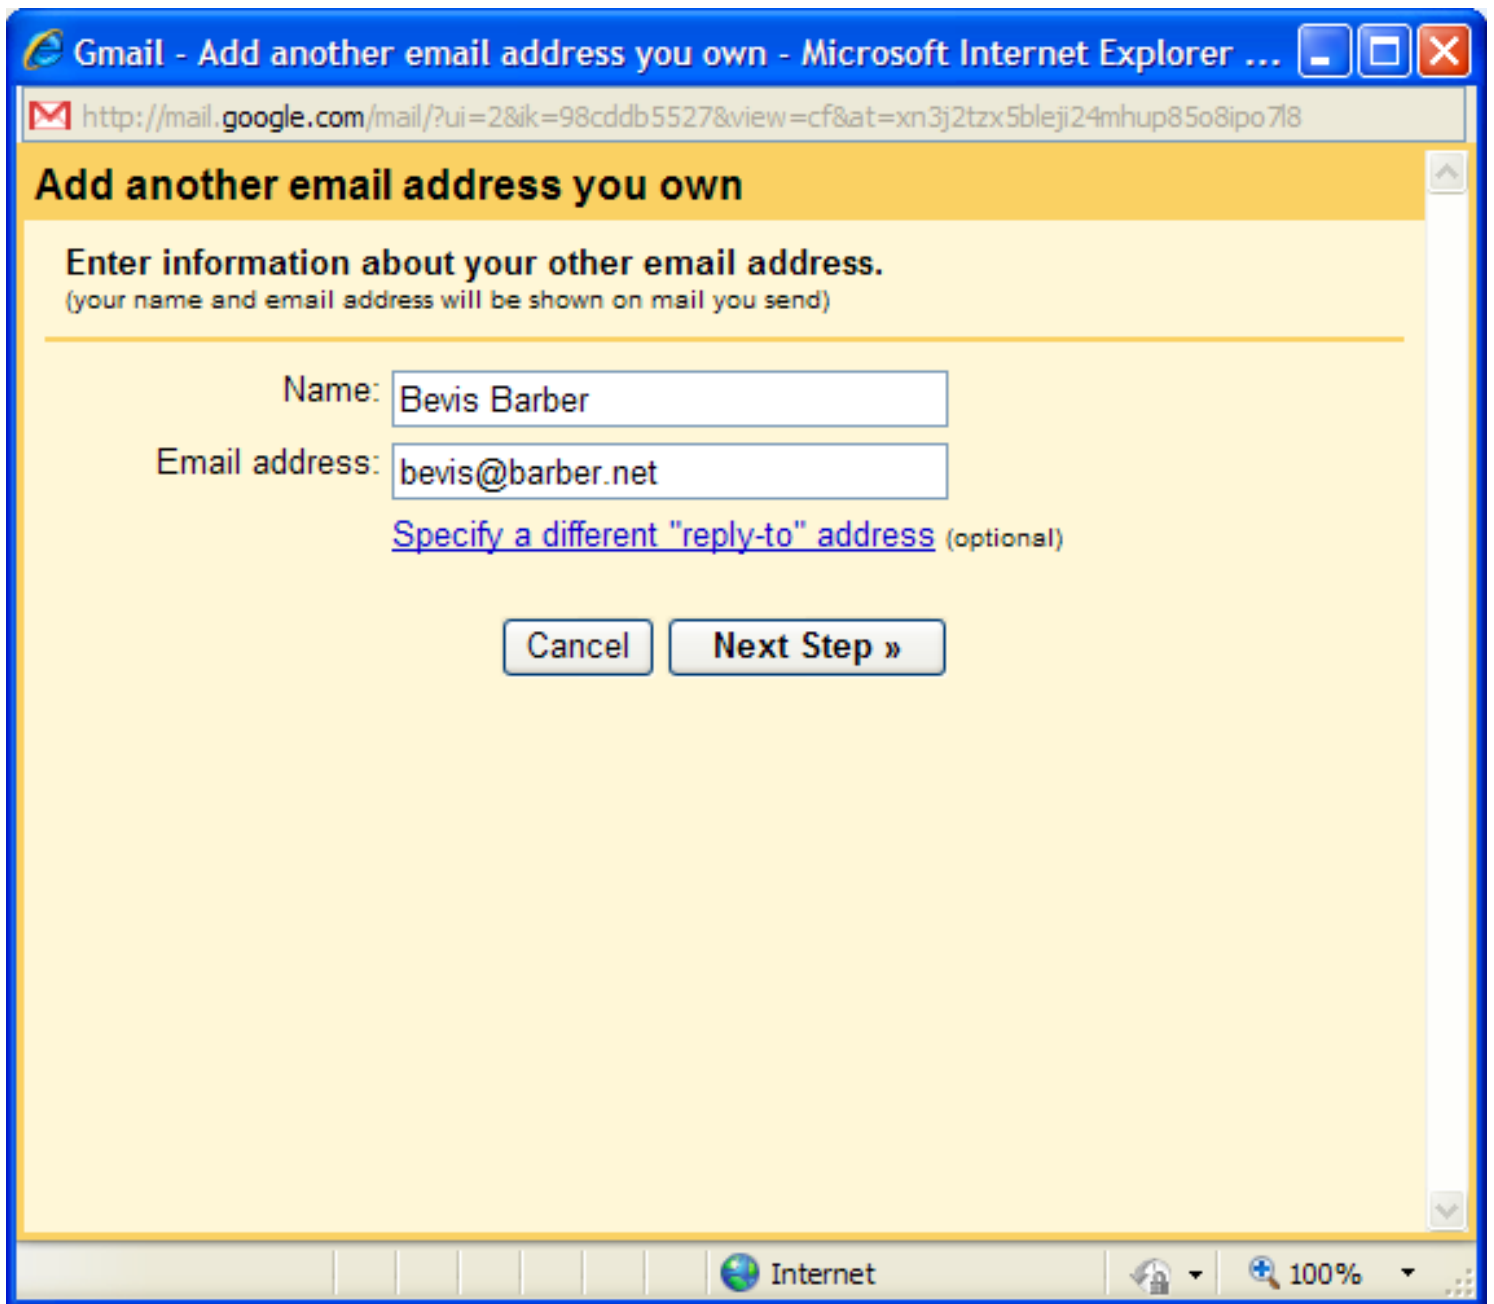 Gmail - Add another email address you own - Microsoft Internet Explorer ...
http://mail.google.com/mail/?ui=2&ik=98cddb5527&view=cf&at=xn3j2tzx5bleji24mhup85o8ipo7l8
Add another email address you own
Enter information about your other email address.
(your name and email address will be shown on mail you send)
Name: Bevis Barber
Email address: bevis@barber.net
Specify a different "reply-to" address (optional)
Cancel Next Step »
Internet 100%